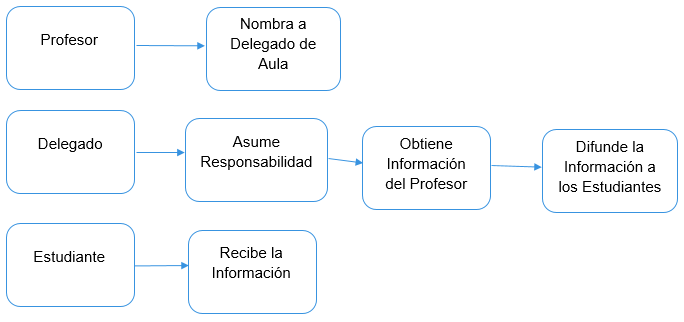 Profesor
Nombra a
Delegado de
Aula
Delegado
Asume
Responsabilidad
Obtiene
Información
del Profesor
Difunde la
Información a
los Estudiantes
Estudiante
Recibe la
Información